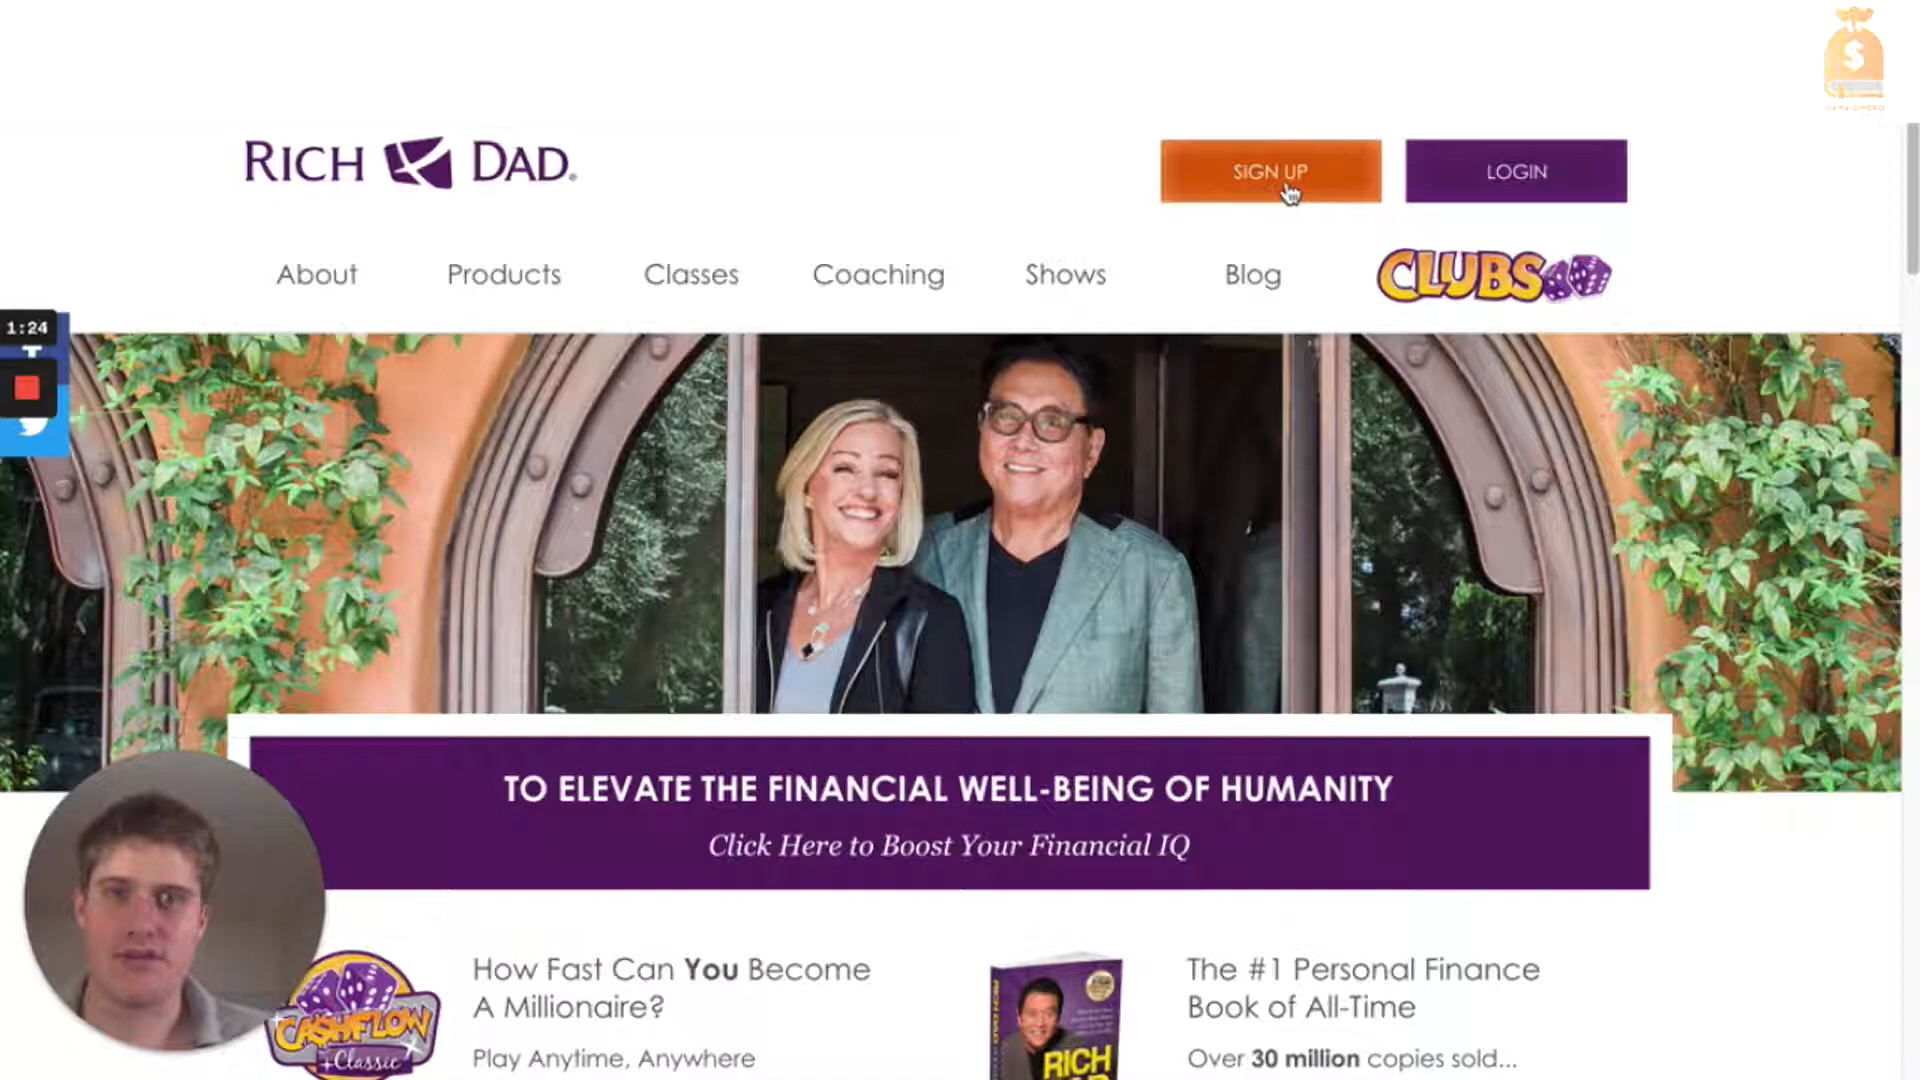 $
RICH DAD®
SIGN UP
LOGIN
About
Products
Classes
Coaching
Shows
Blog
CLUBS
1:24
TO ELEVATE THE FINANCIAL WELL-BEING OF HUMANITY
Click Here to Boost Your Financial IQ
CASHFLOW
Classic
How Fast Can You Become
A Millionaire?
Play Anytime, Anywhere
RICH
The #1 Personal Finance
Book of All-Time
Over 30 million copies sold...